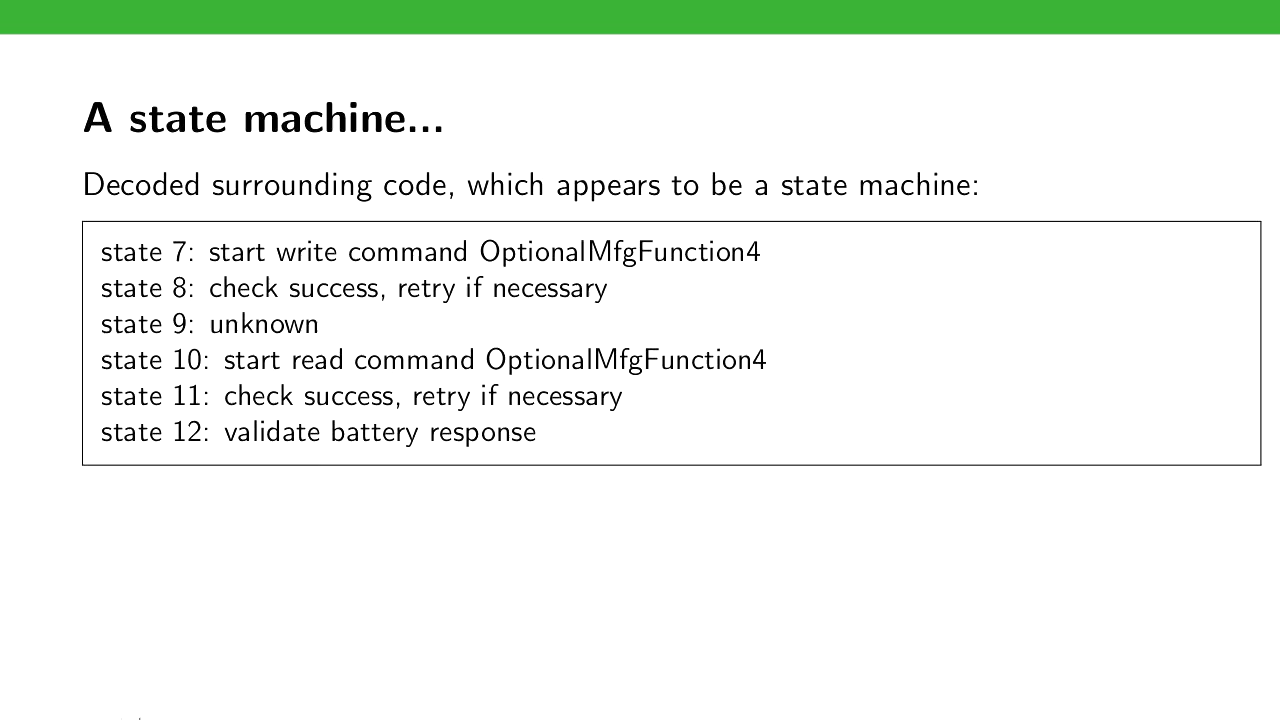 A state machine...
Decoded surrounding code, which appears to be a state machine:
state 7: start write command OptionalMfgFunction4
state 8: check success, retry if necessary
state 9: unknown
state 10: start read command OptionalMfgFunction4
state 11: check success, retry if necessary
state 12: validate battery response